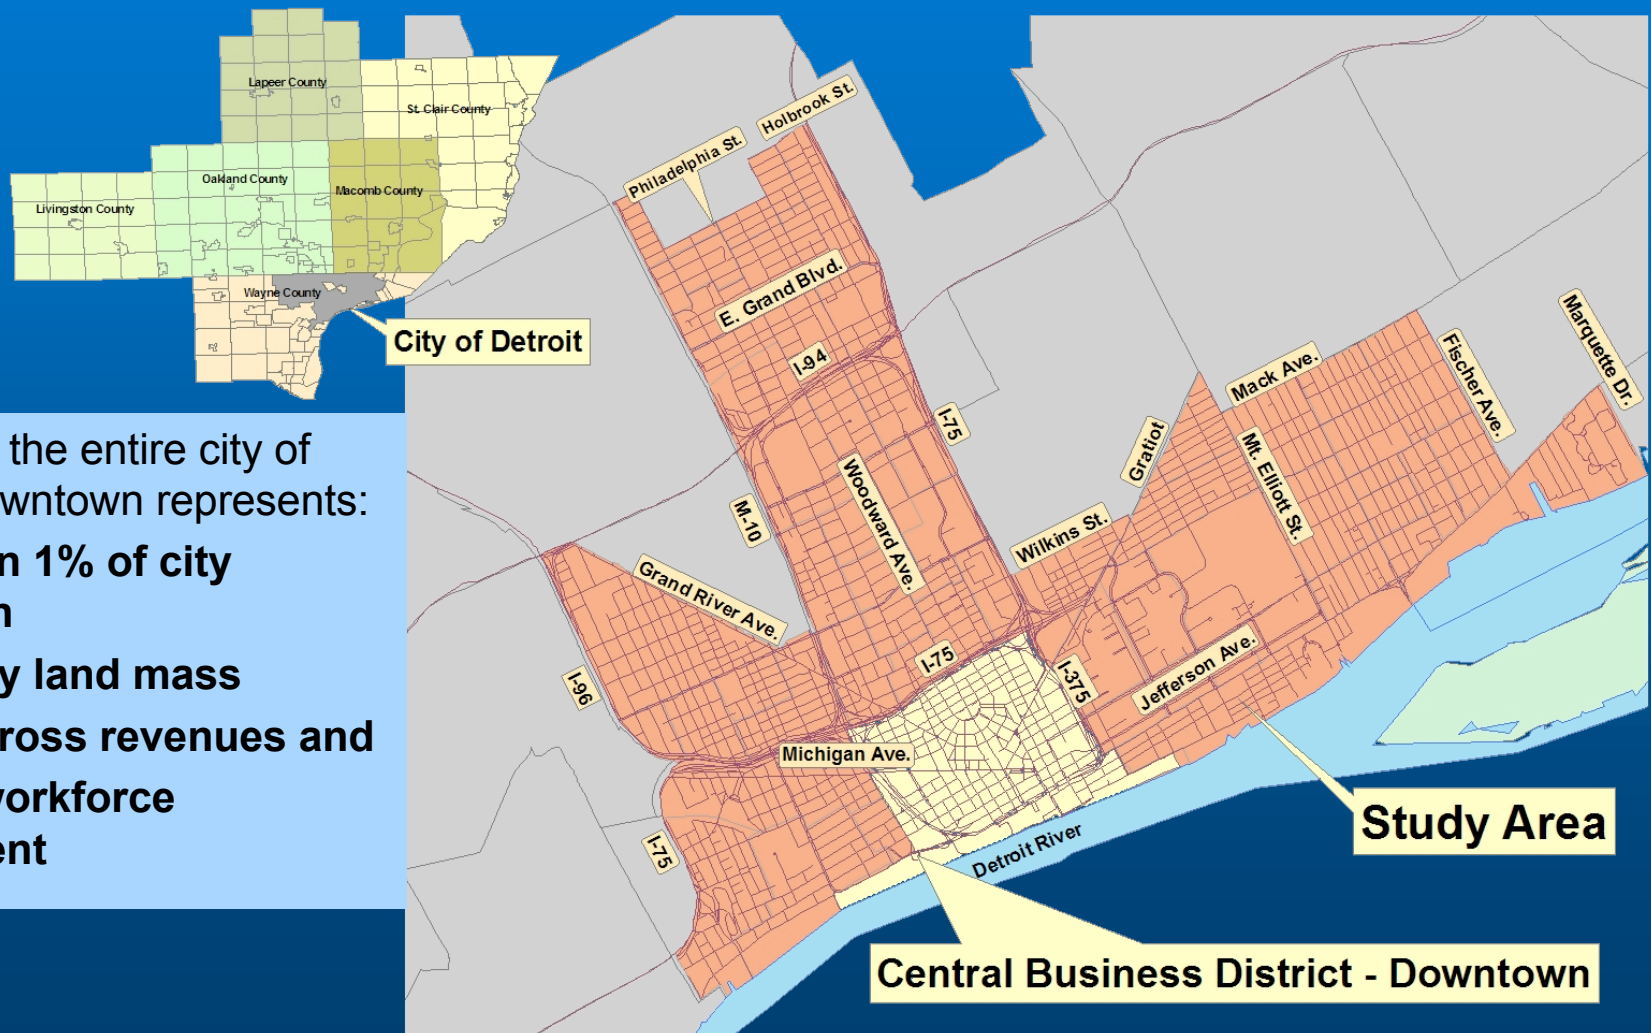 Lapeer County
St. Clair County
Oakland County
Macomb County
Livingston County
Wayne County
City of Detroit
the entire city of
wntown represents:
n 1% of city
y land mass
ross revenues and
workforce
Holbrook St.
Philadelphia St.
E. Grand Blvd.
I-94
I-75
Mack Ave.
Fischer Ave.
Marquette Dr.
Gratiot
Mt. Elliott St.
Woodward Ave.
M-10
Wilkins St.
Grand River Ave.
I-96
I-75
I-375
Jefferson Ave.
Michigan Ave.
I-75
Detroit River
Study Area
Central Business District - Downtown